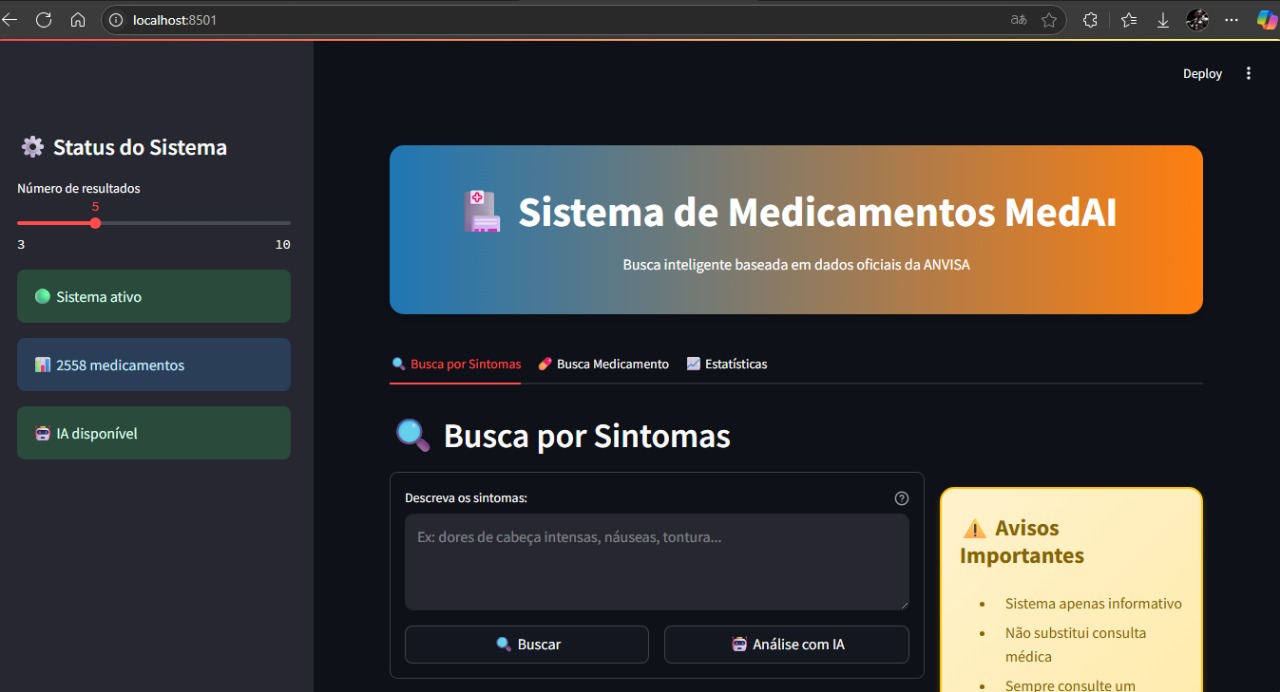 localhost:8501
aあ
Deploy
Status do Sistema
Número de resultados
5
3
10
Sistema ativo
2558 medicamentos
IA disponível
Sistema de Medicamentos MedAI
Busca inteligente baseada em dados oficiais da ANVISA
Busca por Sintomas
Busca Medicamento
Estatísticas
Busca por Sintomas
Descreva os sintomas:
Ex: dores de cabeça intensas, náuseas, tontura...
Buscar
Análise com IA
Avisos
Importantes
Sistema apenas informativo
Não substitui consulta
médica
Sempre consulte um